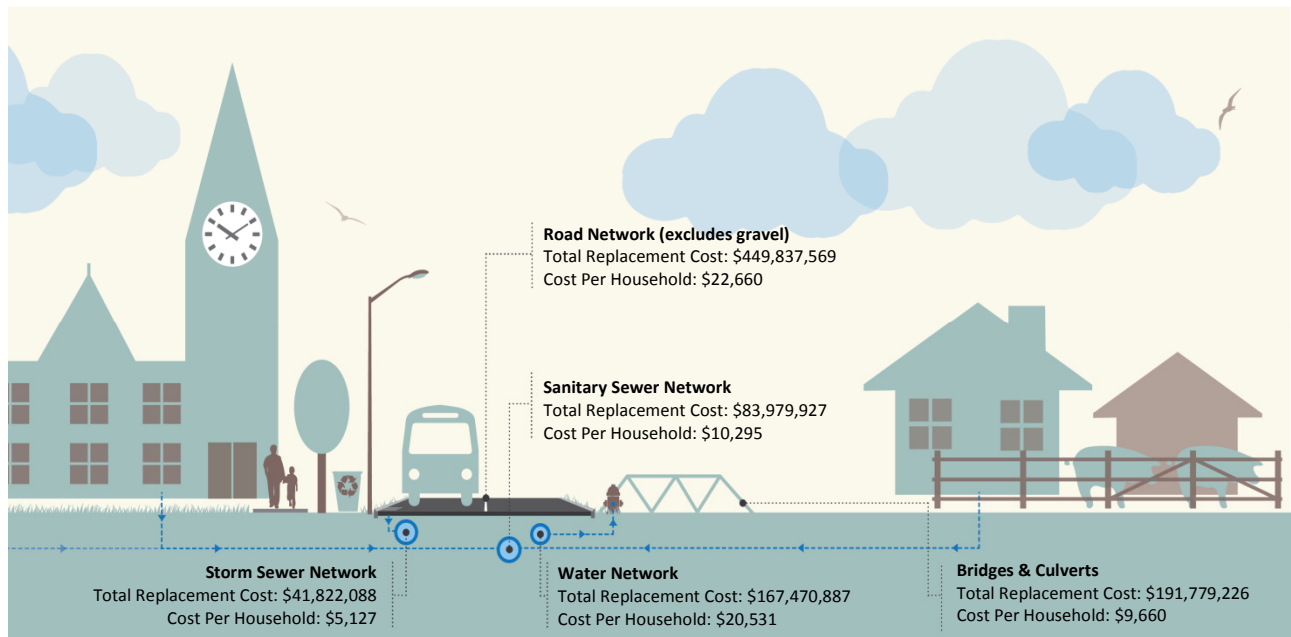 Road Network (excludes gravel)
Total Replacement Cost: $449,837,569
Cost Per Household: $22,660
Sanitary Sewer Network
Total Replacement Cost: $83,979,927
Cost Per Household: $10,295
Storm Sewer Network
Total Replacement Cost: $41,822,088
Cost Per Household: $5,127
Water Network
Total Replacement Cost: $167,470,887
Cost Per Household: $20,531
Bridges & Culverts
Total Replacement Cost: $191,779,226
Cost Per Household: $9,660